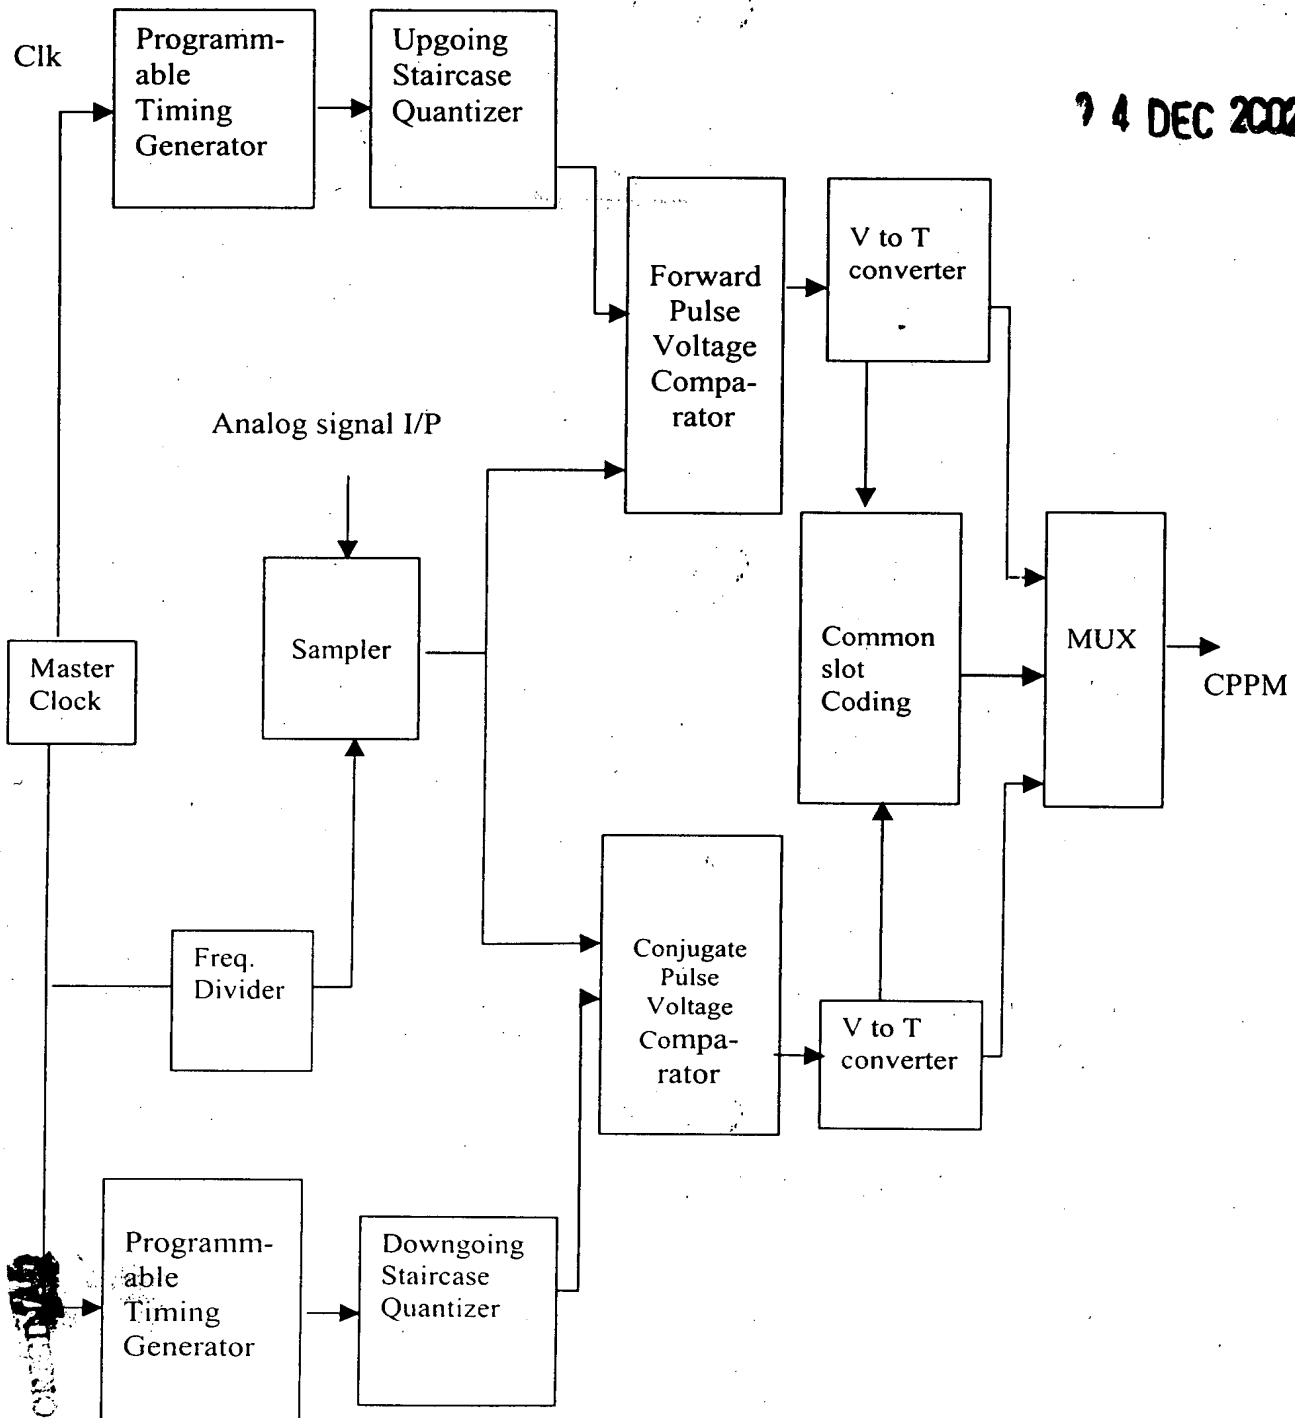 Clk
Programm-
able
Timing
Generator
Upgoing
Staircase
Quantizer
4 DEC 2002
Forward
Pulse
Voltage
Compa-
rator
V to T
converter
Analog signal I/P
Sampler
Master
Clock
Common
slot
Coding
MUX
CPPM
Freq.
Divider
Conjugate
Pulse
Voltage
Compa-
rator
V to T
converter
Programm-
able
Timing
Generator
Downgoing
Staircase
Quantizer